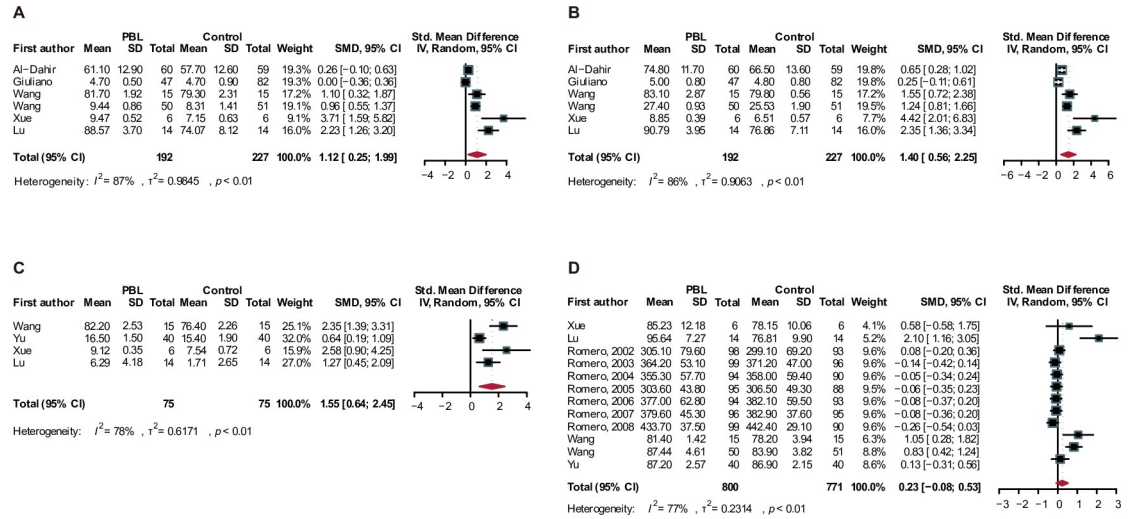 A
PBL Control Std. Mean Difference
First author Mean SD Total Mean SD Total Weight SMD, 95% CI IV, Random, 95% CI
Al−Dahir 61.10 12.90 60 57.70 12.60 59 19.3% 0.26 [−0.10; 0.63]
Giuliano 4.70 0.50 47 4.70 0.90 82 19.3% 0.00 [−0.36; 0.36]
Wang 81.70 1.92 15 79.30 2.31 15 17.2% 1.10 [0.32; 1.87]
Wang 9.44 0.86 50 8.31 1.41 51 19.1% 0.96 [0.55; 1.37]
Xue 9.47 0.52 6 7.15 0.63 6 9.1% 3.71 [1.59; 5.82]
Lu 88.57 3.70 14 74.07 8.12 14 16.0% 2.23 [1.26; 3.20]
Total (95% CI) 192 227 100.0% 1.12 [ 0.25; 1.99]
Heterogeneity: I² = 87% , τ² = 0.9845 , p < 0.01
−4 −2 0 2 4
B
PBL Control Std. Mean Difference
First author Mean SD Total Mean SD Total Weight SMD, 95% CI IV, Random, 95% CI
Al−Dahir 74.80 11.70 60 66.50 13.60 59 19.8% 0.65 [0.28; 1.02]
Giuliano 5.00 0.80 47 4.80 0.80 82 19.9% 0.25 [−0.11; 0.61]
Wang 83.10 2.87 15 79.80 0.56 15 16.8% 1.55 [0.72; 2.38]
Wang 27.40 0.93 50 25.53 1.90 51 19.5% 1.24 [0.81; 1.66]
Xue 8.85 0.39 6 6.51 0.57 6 7.9% 4.42 [2.01; 6.83]
Lu 90.79 3.95 14 76.86 7.11 14 16.0% 2.35 [1.36; 3.34]
Total (95% CI) 192 227 100.0% 1.40 [0.56; 2.25]
Heterogeneity: I² = 86% , τ² = 0.9063 , p < 0.01
−6 −4 −2 0 2 4 6
C
PBL Control Std. Mean Difference
First author Mean SD Total Mean SD Total Weight SMD, 95% CI IV, Random, 95% CI
Wang 82.20 2.53 15 76.40 2.26 15 25.1% 2.35 [1.39; 3.31]
Yu 16.50 1.50 40 15.40 1.90 40 32.0% 0.64 [0.19; 1.09]
Xue 9.12 0.35 6 7.54 0.72 6 15.9% 2.58 [0.90; 4.25]
Lu 6.29 4.18 14 1.71 2.65 14 27.0% 1.27 [0.45; 2.09]
Total (95% CI) 75 75 100.0% 1.55 [0.64; 2.45]
Heterogeneity: I² = 78% , τ² = 0.6171 , p < 0.01
−4 −2 0 2 4
D
PBL Control Std. Mean Difference
First author Mean SD Total Mean SD Total Weight SMD, 95% CI IV, Random, 95% CI
Xue 85.23 12.18 6 78.15 10.06 6 4.1% 0.58 [−0.58; 1.75]
Lu 95.64 7.27 14 76.81 9.90 14 5.2% 2.10 [1.16; 3.05]
Romero, 2002 305.10 79.60 98 299.10 69.20 93 9.6% 0.08 [−0.20; 0.36]
Romero, 2003 364.20 53.10 99 371.20 47.00 96 9.6% −0.14 [−0.42; 0.14]
Romero, 2004 355.30 57.70 94 358.00 59.40 90 9.6% −0.05 [−0.34; 0.24]
Romero, 2005 303.60 43.80 95 306.50 49.30 88 9.6% −0.06 [−0.35; 0.23]
Romero, 2006 377.00 62.80 94 382.10 59.50 93 9.6% −0.08 [−0.37; 0.20]
Romero, 2007 379.60 45.30 96 382.90 37.60 95 9.6% −0.08 [−0.36; 0.20]
Romero, 2008 433.70 37.50 99 442.40 29.10 90 9.6% −0.26 [−0.54; 0.03]
Wang 81.40 1.42 15 78.20 3.94 15 6.3% 1.05 [0.28; 1.82]
Wang 87.44 4.61 50 83.90 3.82 51 8.8% 0.83 [0.42; 1.24]
Yu 87.20 2.57 40 86.90 2.15 40 8.6% 0.13 [−0.31; 0.56]
Total (95% CI) 800 771 100.0% 0.23 [−0.08; 0.53]
Heterogeneity: I² = 77% , τ² = 0.2314 , p < 0.01
−3 −2 −1 0 1 2 3